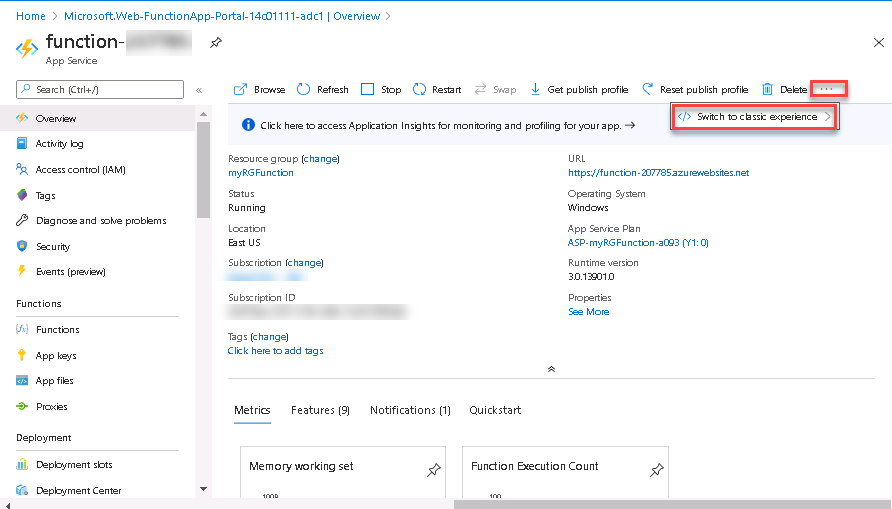 Home > Microsoft.Web-FunctionApp-Portal-14c01111-adc1 | Overview >
function-
App Service
Search (Ctrl+/)
«
Browse Refresh Stop Restart Swap Get publish profile Reset publish profile Delete ...
Switch to classic experience
Click here to access Application Insights for monitoring and profiling for your app. →
Overview
Activity log
Access control (IAM)
Tags
Diagnose and solve problems
Security
Events (preview)
Functions
Functions
App keys
App files
Proxies
Deployment
Deployment slots
Deployment Center
Resource group (change)
myRGFunction
Status
Running
Location
East US
Subscription (change)
Subscription ID
Tags (change)
Click here to add tags
URL
https://function-207785.azurewebsites.net
Operating System
Windows
App Service Plan
ASP-myRGFunction-a093 (Y1: 0)
Runtime version
3.0.13901.0
Properties
See More
Metrics Features (9) Notifications (1) Quickstart
Memory working set
100B
Function Execution Count
100